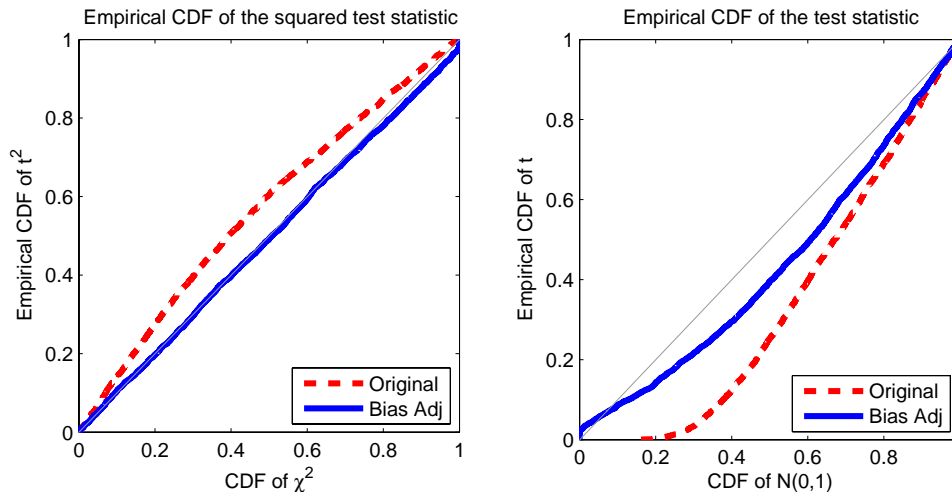 Empirical CDF of the squared test statistic
1
0.8
0.6
0.4
0.2
0
Empirical CDF of t²
0 0.2 0.4 0.6 0.8 1
CDF of χ²
Original
Bias Adj
Empirical CDF of the test statistic
1
0.8
0.6
0.4
0.2
0
Empirical CDF of t
0 0.2 0.4 0.6 0.8
CDF of N(0,1)
Original
Bias Adj